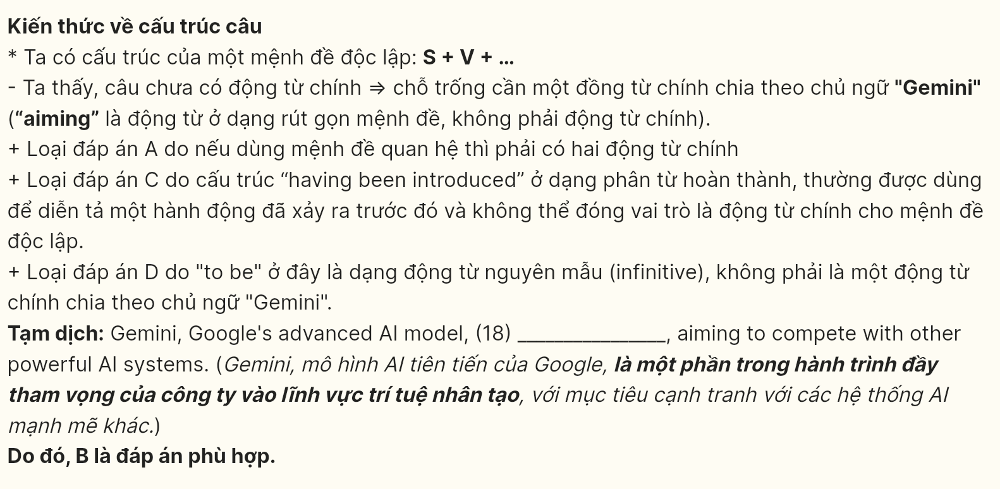 Kiến thức về cấu trúc câu
* Ta có cấu trúc của một mệnh đề độc lập: S + V + …
- Ta thấy, câu chưa có động từ chính ⇒ chỗ trống cần một đồng từ chính chia theo chủ ngữ "Gemini"
(“aiming” là động từ ở dạng rút gọn mệnh đề, không phải động từ chính).
+ Loại đáp án A do nếu dùng mệnh đề quan hệ thì phải có hai động từ chính
+ Loại đáp án C do cấu trúc “having been introduced” ở dạng phân từ hoàn thành, thường được dùng
để diễn tả một hành động đã xảy ra trước đó và không thể đóng vai trò là động từ chính cho mệnh đề
độc lập.
+ Loại đáp án D do "to be" ở đây là dạng động từ nguyên mẫu (infinitive), không phải là một động từ
chính chia theo chủ ngữ "Gemini".
Tạm dịch: Gemini, Google's advanced AI model, (18) ______________, aiming to compete with other
powerful AI systems. (Gemini, mô hình AI tiên tiến của Google, là một phần trong hành trình đầy
tham vọng của công ty vào lĩnh vực trí tuệ nhân tạo, với mục tiêu cạnh tranh với các hệ thống AI
mạnh mẽ khác.)
Do đó, B là đáp án phù hợp.